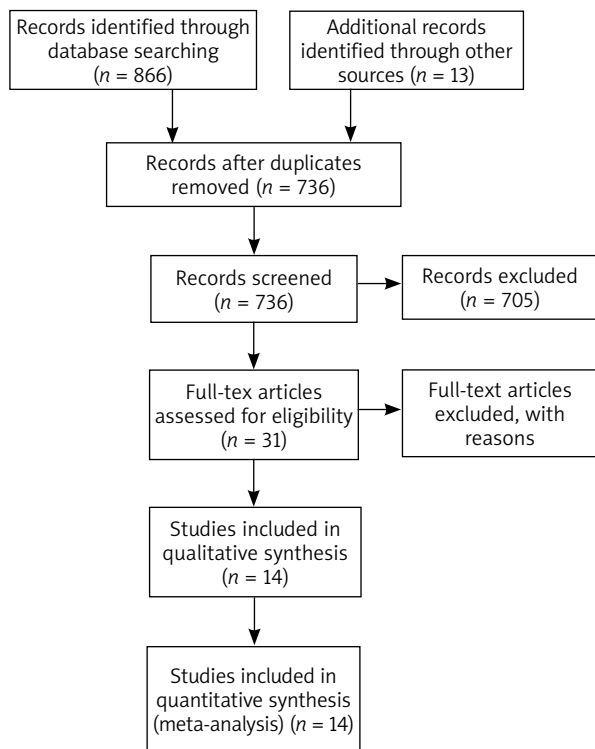 Records identified through
database searching
(n = 866)
Additional records
identified through other
sources (n = 13)
Records after duplicates
removed (n = 736)
Records screened
(n = 736)
Records excluded
(n = 705)
Full-tex articles
assessed for eligibility
(n = 31)
Full-text articles
excluded, with
reasons
Studies included in
qualitative synthesis
(n = 14)
Studies included in
quantitative synthesis
(meta-analysis) (n = 14)